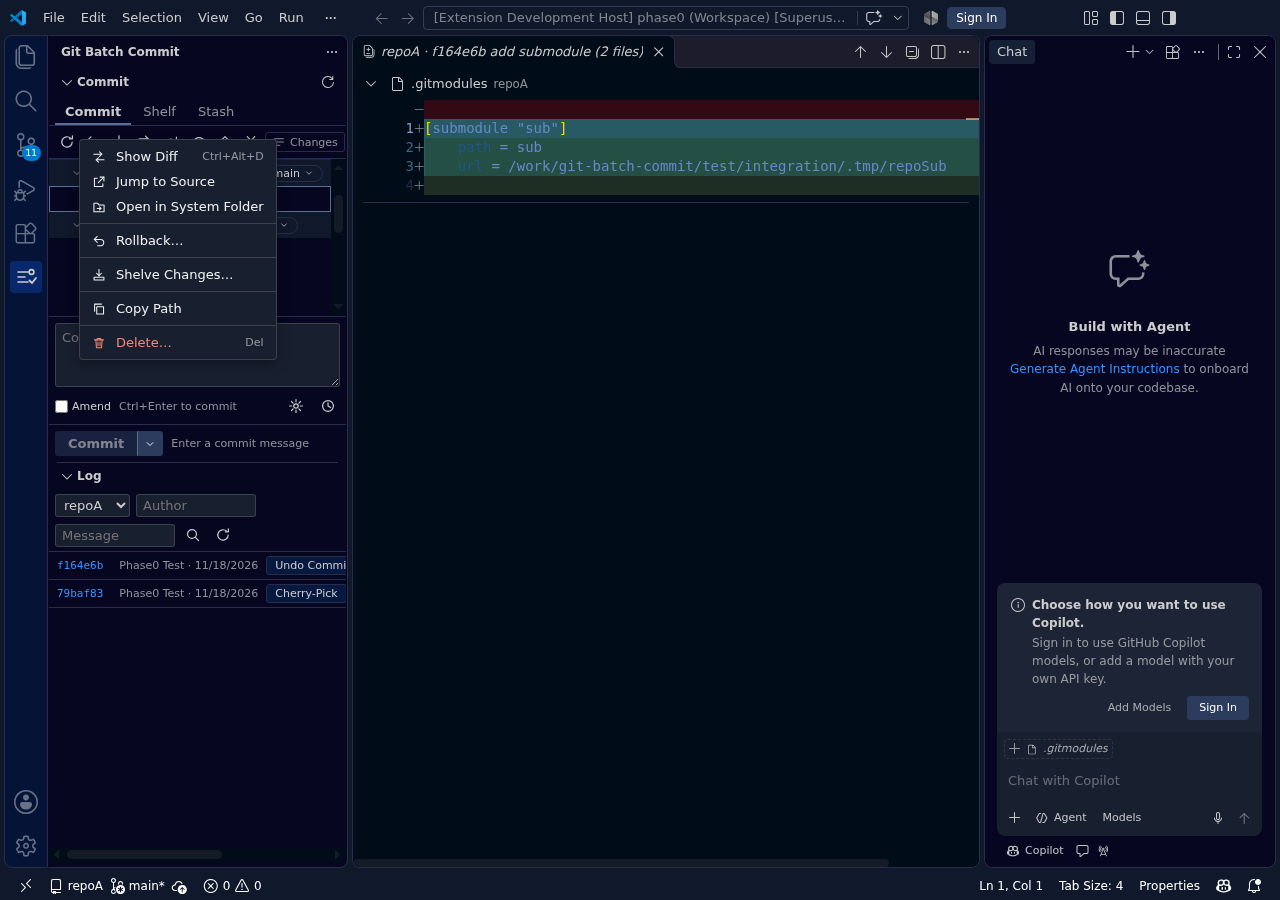 File Edit Selection View Go Run
[Extension Development Host] phase0 (Workspace) [Superus...
Sign In
Git Batch Commit
Commit
Commit Shelf Stash
Changes
main
Show Diff Ctrl+Alt+D
Jump to Source
Open in System Folder
Rollback...
Shelve Changes...
Copy Path
Delete... Del
11
Co
Amend Ctrl+Enter to commit
Commit Enter a commit message
Log
repoA Author
Message
f164e6b Phase0 Test · 11/18/2026 Undo Commi
79baf83 Phase0 Test · 11/18/2026 Cherry-Pick
repoA · f164e6b add submodule (2 files)
.gitmodules repoA
1+[submodule "sub"]
2+ path = sub
3+ url = /work/git-batch-commit/test/integration/.tmp/repoSub
4+
Chat
Build with Agent
AI responses may be inaccurate
Generate Agent Instructions to onboard
AI onto your codebase.
Choose how you want to use
Copilot.
Sign in to use GitHub Copilot
models, or add a model with your
own API key.
Add Models Sign In
.gitmodules
Chat with Copilot
Agent Models
Copilot
repoA main* 0 0
Ln 1, Col 1 Tab Size: 4 Properties